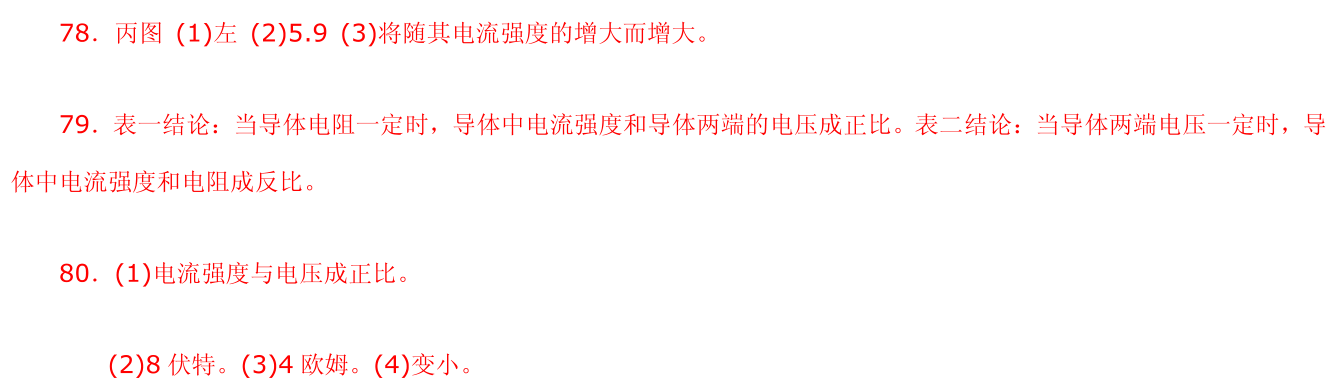 78．丙图 (1)左 (2)5.9 (3)将随其电流强度的增大而增大。
79．表一结论：当导体电阻一定时，导体中电流强度和导体两端的电压成正比。表二结论：当导体两端电压一定时，导
体中电流强度和电阻成反比。
80．(1)电流强度与电压成正比。
(2)8 伏特。(3)4 欧姆。(4)变小。